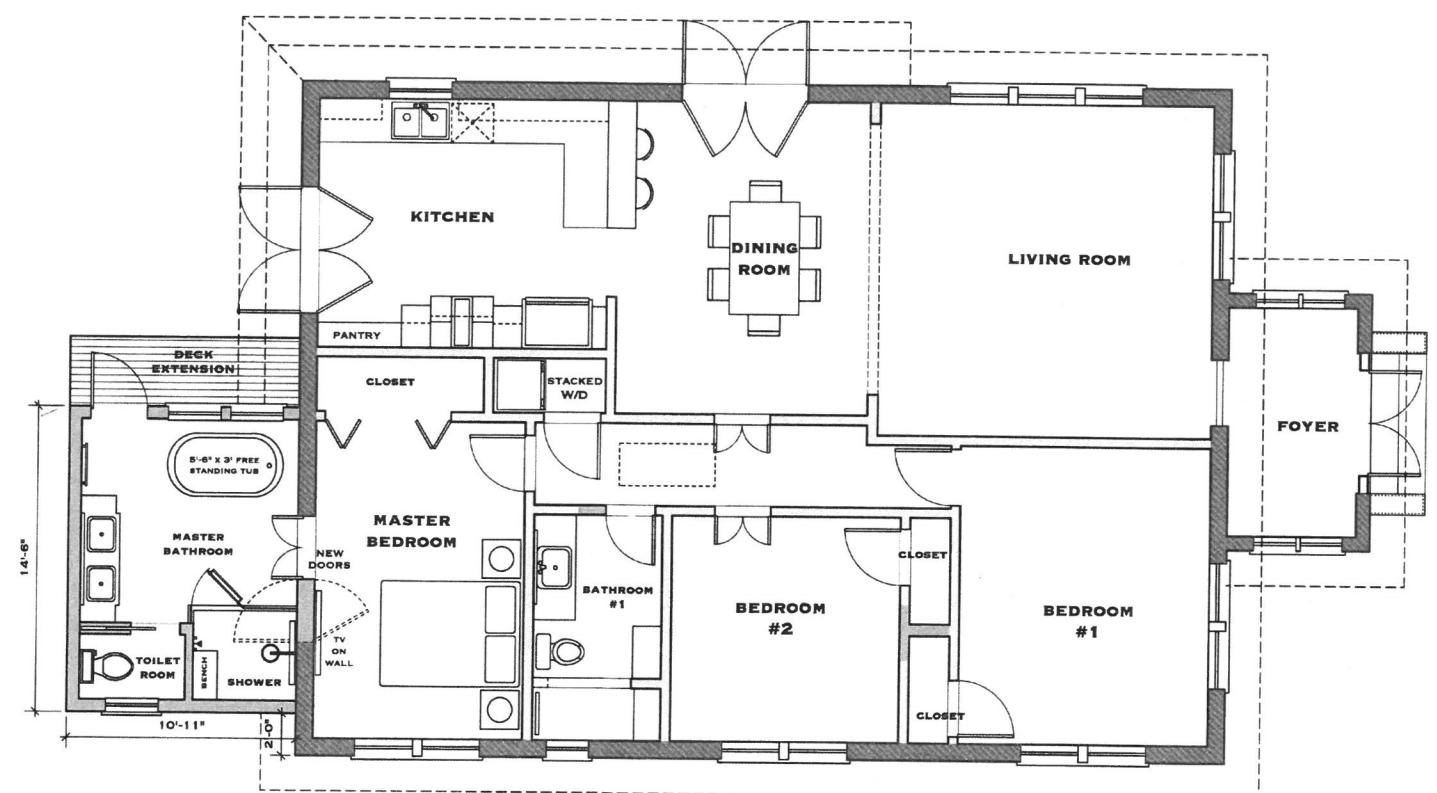 KITCHEN
DINING
ROOM
LIVING ROOM
PANTRY
DECK
EXTENSION
CLOSET
STACKED
W/D
FOYER
5'-6" X 3' FREE
STANDING TUB
MASTER
BATHROOM
NEW
DOORS
MASTER
BEDROOM
BATHROOM
#1
BEDROOM
#2
CLOSET
BEDROOM
#1
14'-6"
TOILET
ROOM
BENCH
SHOWER
TV
ON
WALL
CLOSET
10'-11"
2'-0"